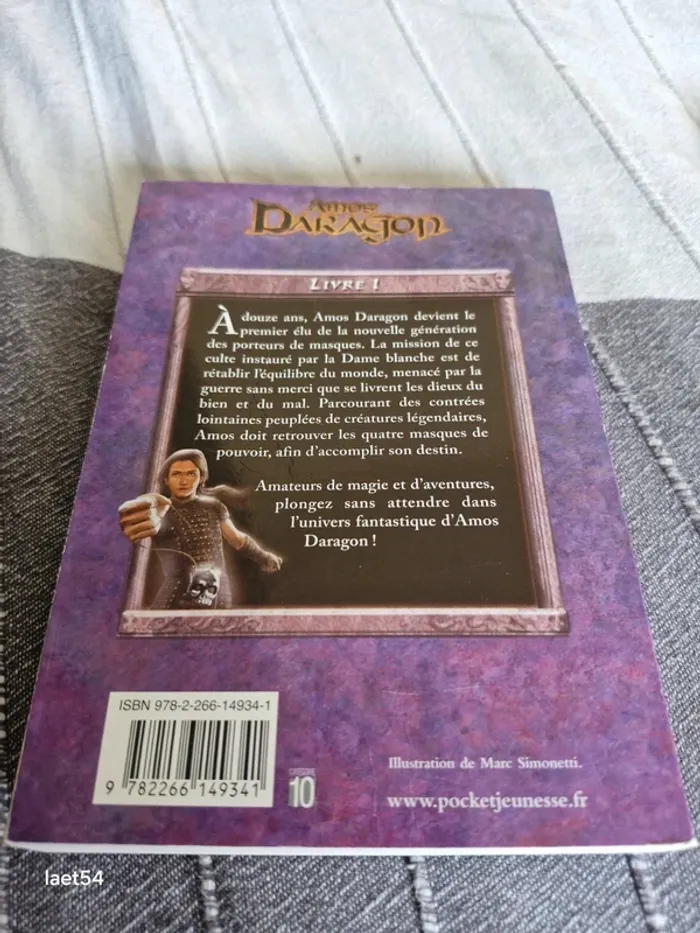 Amos
Daragon
Livre 1
À douze ans, Amos Daragon devient le
premier élu de la nouvelle génération
des porteurs de masques. La mission de ce
culte instauré par la Dame blanche est de
rétablir l'équilibre du monde, menacé par la
guerre sans merci que se livrent les dieux du
bien et du mal. Parcourant des contrées
lointaines peuplées de créatures légendaires,
Amos doit retrouver les quatre masques de
pouvoir, afin d'accomplir son destin.
Amateurs de magie et d'aventures,
plongez sans attendre dans
l'univers fantastique d'Amos
Daragon !
ISBN 978-2-266-14934-1
9 782266 149341
CATÉGORIE
10
Illustration de Marc Simonetti.
www.pocketjeunesse.fr
laet54